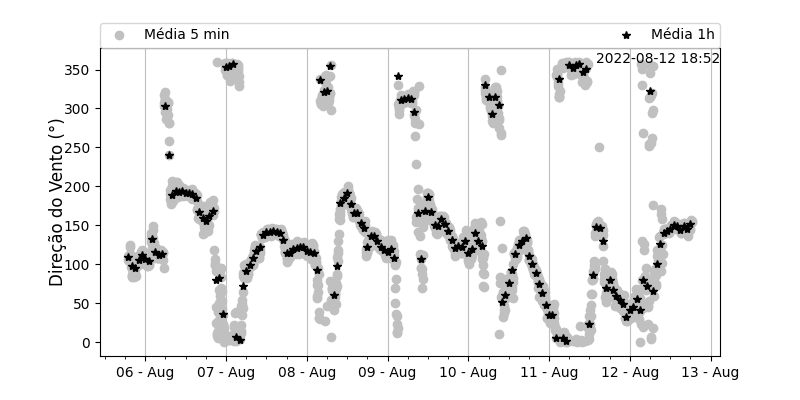 Média 5 min
Média 1h
2022-08-12 18:52
Direção do Vento (°)
350
300
250
200
150
100
50
0
06 - Aug
07 - Aug
08 - Aug
09 - Aug
10 - Aug
11 - Aug
12 - Aug
13 - Aug